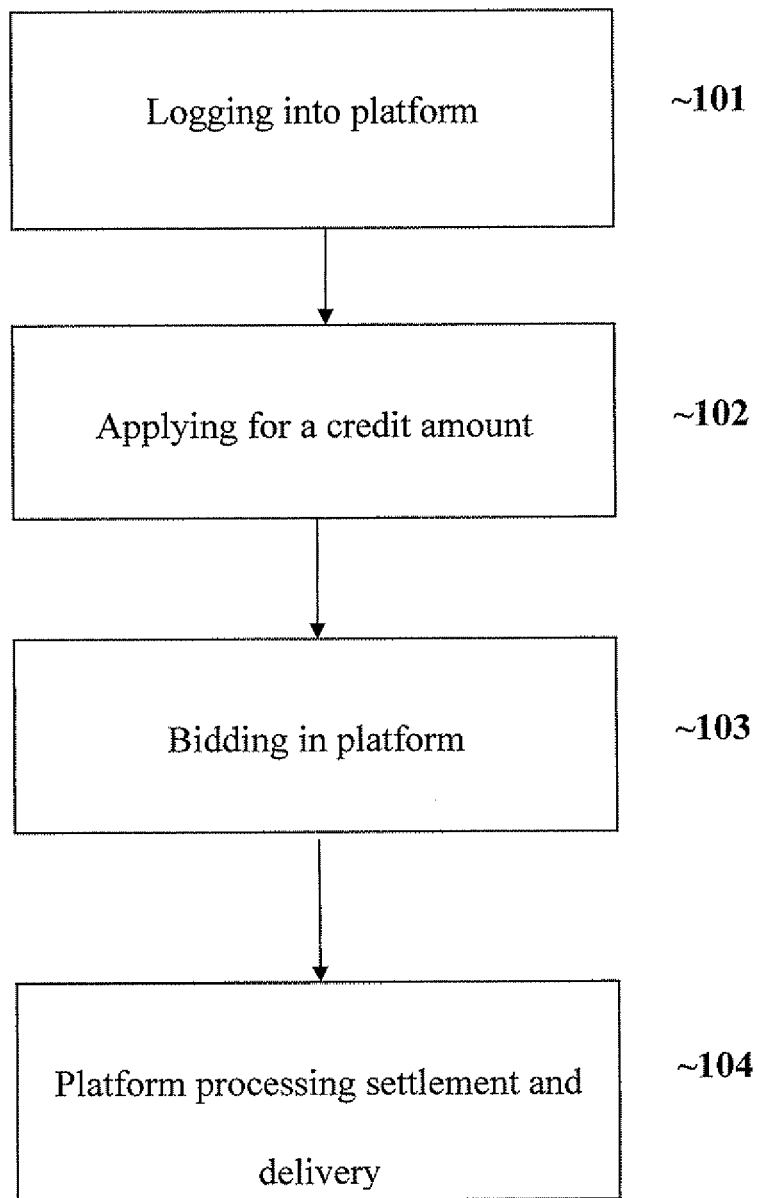 Logging into platform
~101
Applying for a credit amount
~102
Bidding in platform
~103
Platform processing settlement and
delivery
~104